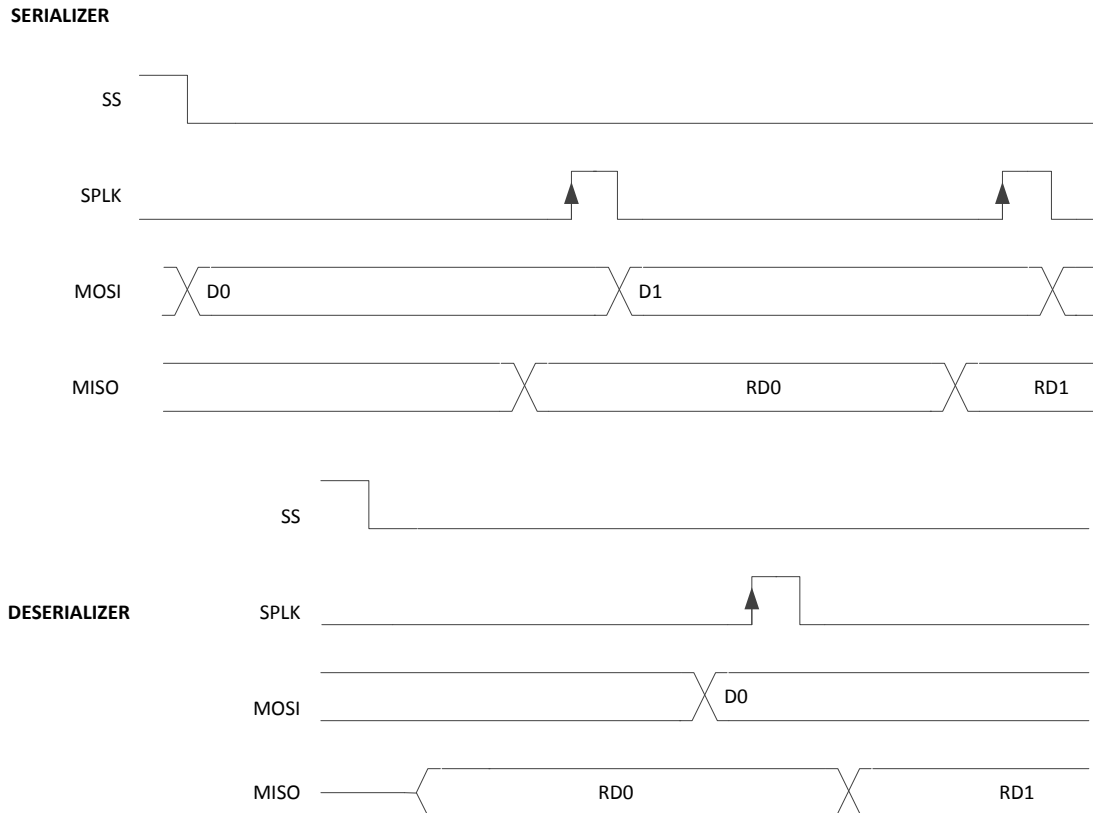 SERIALIZER
SS
SPLK
MOSI D0 D1
MISO RD0 RD1
SS
DESERIALIZER SPLK
MOSI D0
MISO RD0 RD1